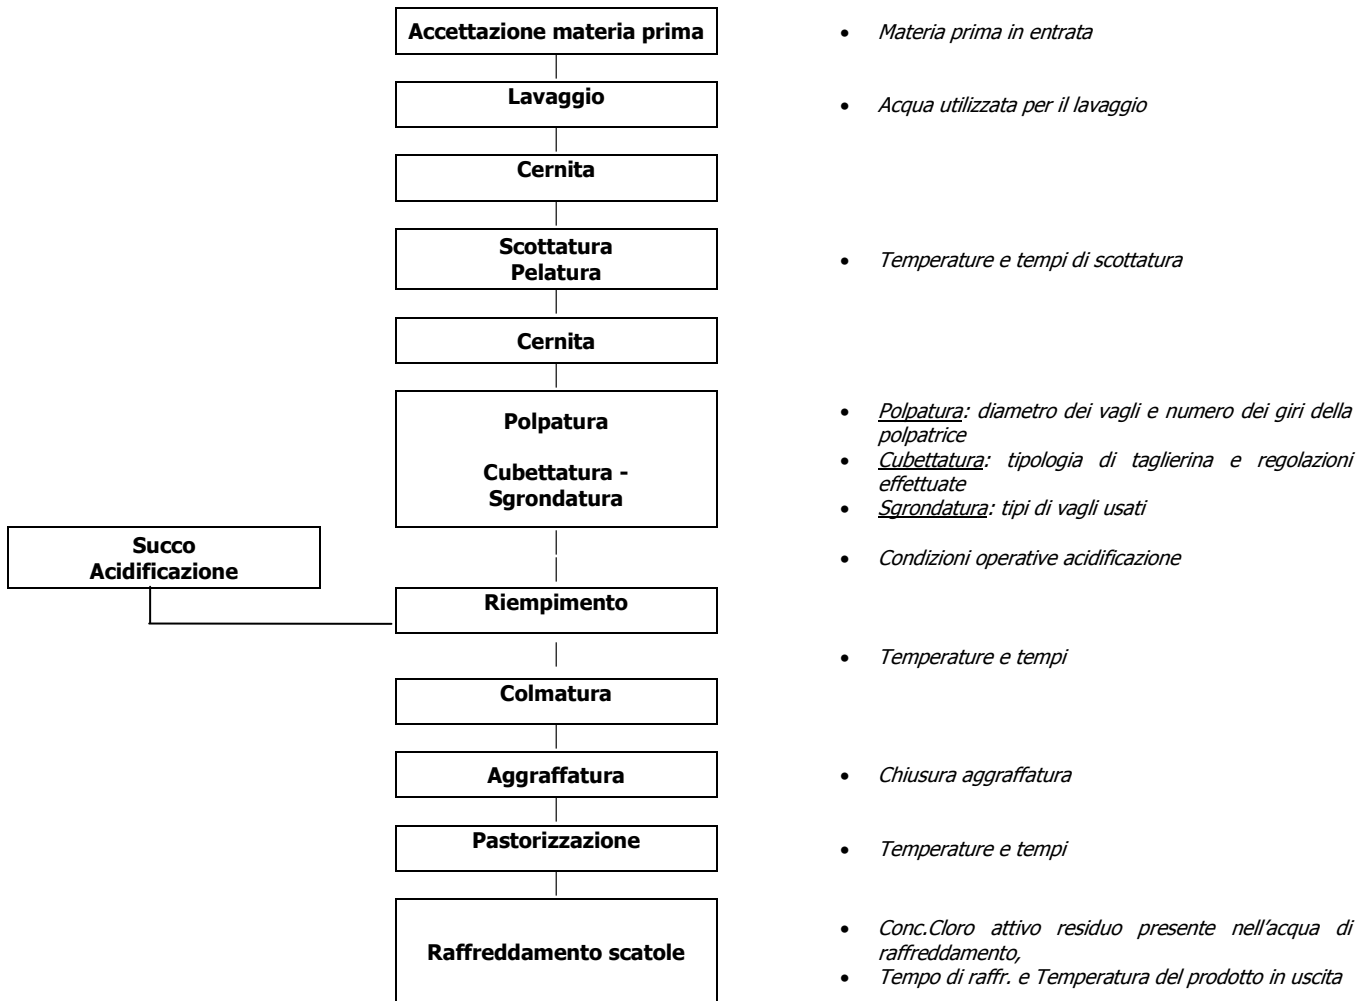 Accettazione materia prima
• Materia prima in entrata
Lavaggio
• Acqua utilizzata per il lavaggio
Cernita
Scottatura
Pelatura
• Temperature e tempi di scottatura
Cernita
Polpatura
Cubettatura -
Sgrondatura
• Polpatura: diametro dei vagli e numero dei giri della
polpatrice
• Cubettatura: tipologia di taglierina e regolazioni
effettuate
• Sgrondatura: tipi di vagli usati
Succo
Acidificazione
• Condizioni operative acidificazione
Riempimento
• Temperature e tempi
Colmatura
Aggraffatura
• Chiusura aggraffatura
Pastorizzazione
• Temperature e tempi
Raffreddamento scatole
• Conc.Cloro attivo residuo presente nell’acqua di
raffreddamento,
• Tempo di raffr. e Temperatura del prodotto in uscita